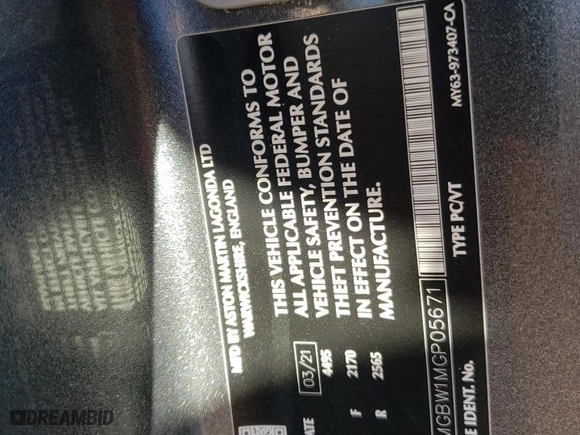 MFD BY ASTON MARTIN LAGONDA LTD
WARWICKSHIRE, ENGLAND
THIS VEHICLE CONFORMS TO
ALL APPLICABLE FEDERAL MOTOR
VEHICLE SAFETY, BUMPER AND
THEFT PREVENTION STANDARDS
IN EFFECT ON THE DATE OF
MANUFACTURE.
ATE 03/21
4495
F 2170
R 2565
MGBW1MGP05671
E IDENT. No. TYPE PC/VT
MY63-973407-CA
DREAMBID